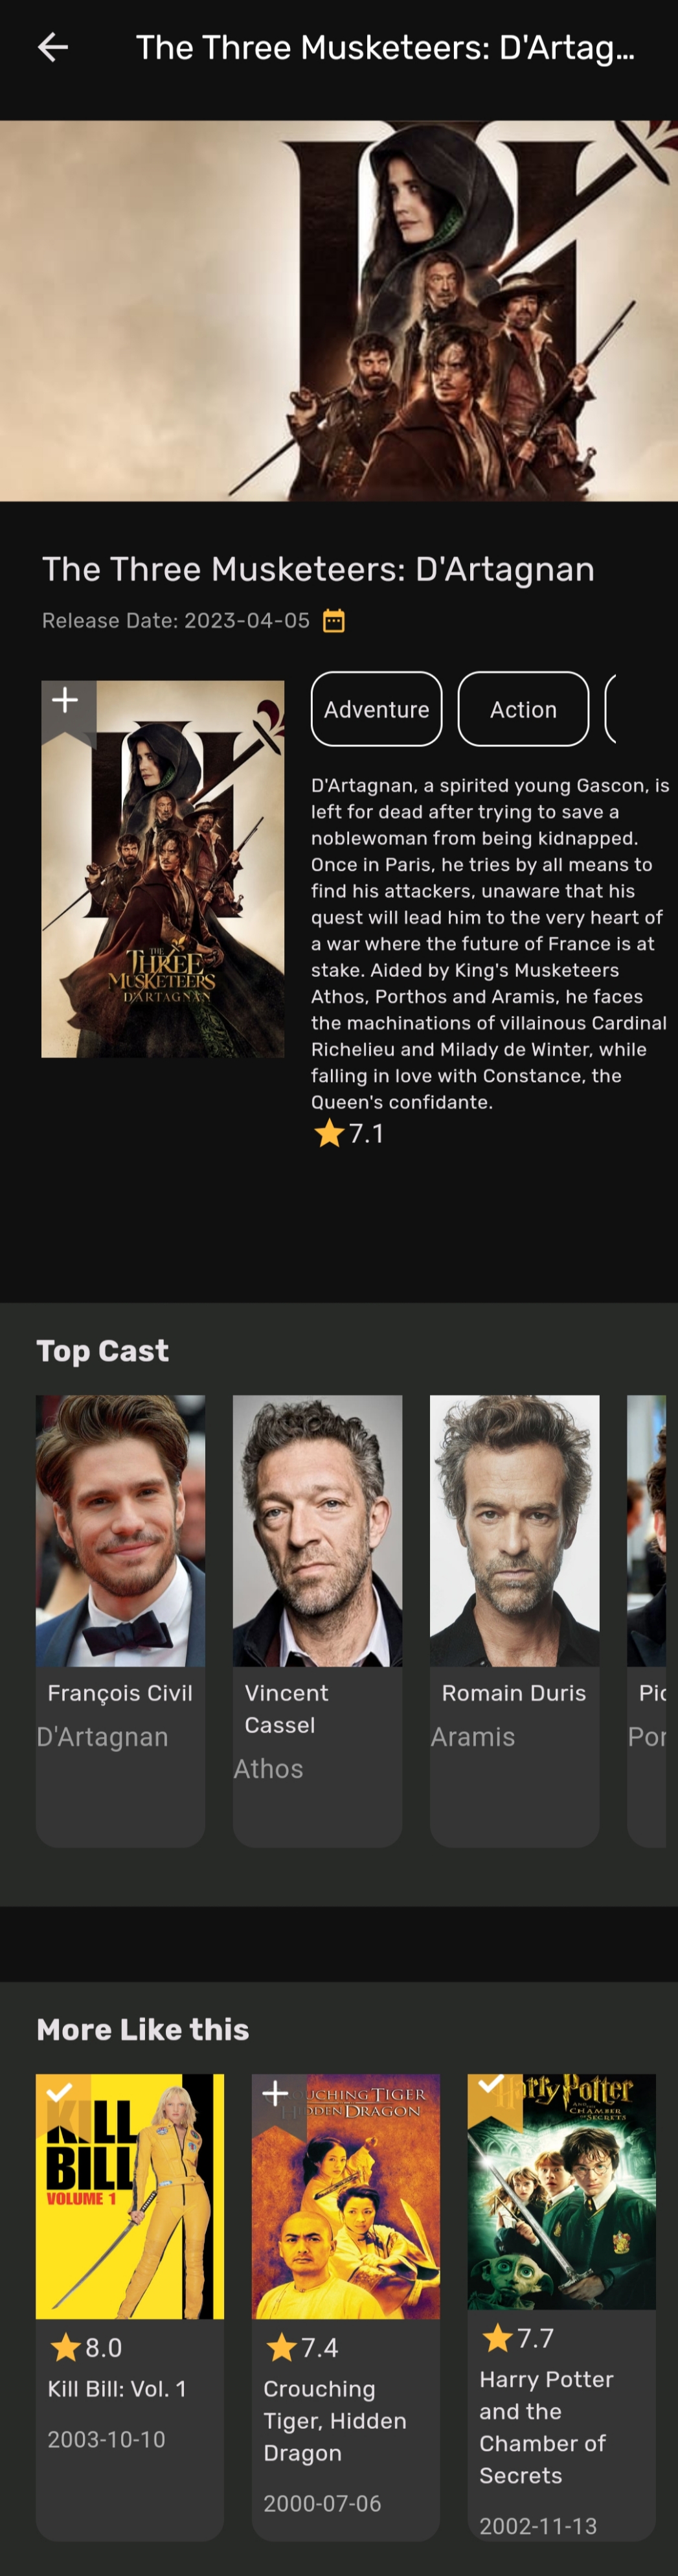 The Three Musketeers: D'Artag...
The Three Musketeers: D'Artagnan
Release Date: 2023-04-05
Adventure
Action
THE
THREE
MUSKETEERS
D'ARTAGNAN
D'Artagnan, a spirited young Gascon, is
left for dead after trying to save a
noblewoman from being kidnapped.
Once in Paris, he tries by all means to
find his attackers, unaware that his
quest will lead him to the very heart of
a war where the future of France is at
stake. Aided by King's Musketeers
Athos, Porthos and Aramis, he faces
the machinations of villainous Cardinal
Richelieu and Milady de Winter, while
falling in love with Constance, the
Queen's confidante.
7.1
Top Cast
François Civil
D'Artagnan
Vincent
Cassel
Athos
Romain Duris
Aramis
Pio
Por
More Like this
KILL
BILL
VOLUME 1
8.0
Kill Bill: Vol. 1
2003-10-10
OUCHING TIGER
DDEN DRAGON
7.4
Crouching
Tiger, Hidden
Dragon
2000-07-06
Harry Potter
AND THE
CHAMBER OF
SECRETS
7.7
Harry Potter
and the
Chamber of
Secrets
2002-11-13